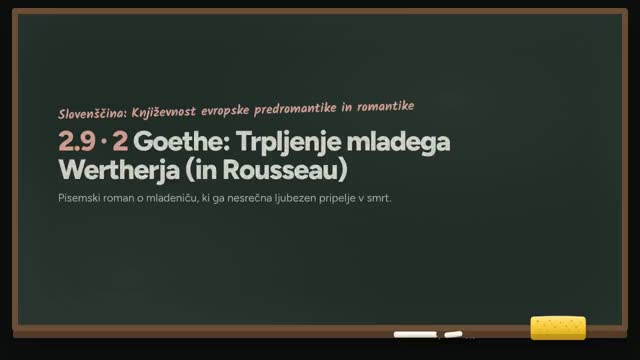 Slovenščina: Književnost evropske predromantike in romantike
2.9 · 2 Goethe: Trpljenje mladega
Wertherja (in Rousseau)
Pisemski roman o mladeniču, ki ga nesrečna ljubezen pripelje v smrt.